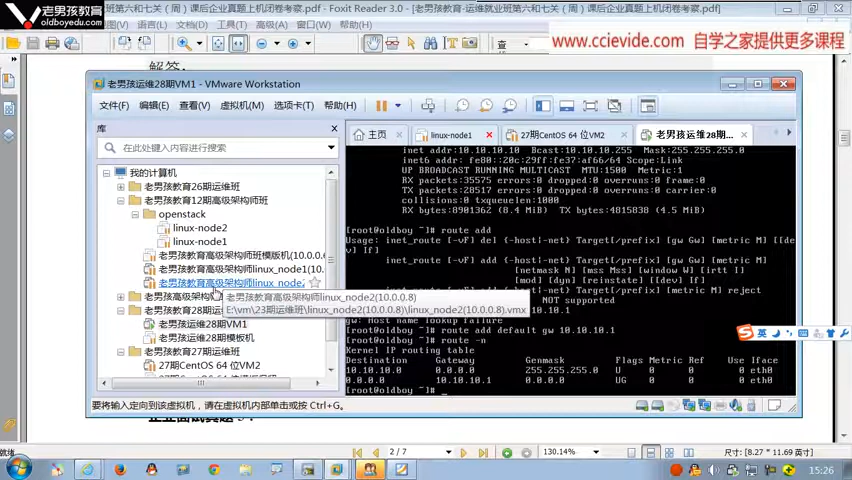 老男孩教育
oldboyedu.com
老男孩第六和七关(周)课后企业真题上机闭卷考察.pdf - Foxit Reader 3.0 - [老男孩教育-运维就业班第六和七关(周)课后企业真题上机闭卷考察.pdf]
语言(L) 文档(D) 工具(T) 高级(A) 窗口(W) 帮助(H)
www.ccievide.com 自学之家提供更多课程
解答:
老男孩运维28期VM1 - VMware Workstation
文件(F) 编辑(E) 查看(V) 虚拟机(M) 选项卡(T) 帮助(H)
库
在此处键入内容进行搜索
主页 linux-node1 27期CentOS 64 位VM2 老男孩运维28期...
我的计算机
老男孩教育26期运维班
老男孩教育12期高级架构师班
openstack
linux-node2
linux-node1
老男孩教育高级架构师班模版机(10.0.0.
老男孩教育高级架构师linux_node1(10.
老男孩教育高级架构师linux_node2
老男孩高级架构
老男孩教育28期运
老男孩运维28期VM1
老男孩运维28期模板机
老男孩教育27期运维班
27期CentOS 64 位VM2
老男孩教育高级架构师linux_node2(10.0.0.8)
E:\vm\23期运维班\linux_node2(10.0.0.8)\linux_node2(10.0.0.8).vmx
inet addr:10.10.10.10 Bcast:10.10.10.255 Mask:255.255.255.0
inet6 addr: fe80::20c:29ff:fe37:af66/64 Scope:Link
UP BROADCAST RUNNING MULTICAST MTU:1500 Metric:1
RX packets:35575 errors:0 dropped:0 overruns:0 frame:0
TX packets:28517 errors:0 dropped:0 overruns:0 carrier:0
collisions:0 txqueuelen:1000
RX bytes:8901362 (8.4 MiB) TX bytes:4815838 (4.5 MiB)
[root@oldboy ~]# route add
Usage: inet_route [-vF] del {-host|-net} Target[/prefix] [gw Gw] [metric M] [[de
v] If]
inet_route [-vF] add {-host|-net} Target[/prefix] [gw Gw] [metric M]
[netmask N] [mss Mss] [window W] [irtt I]
[mod] [dyn] [reinstate] [[dev] If]
metric M] reject
NOT supported
10.10.1
gw: Host name lookup failure
route add default gw 10.10.10.1
[root@oldboy ~]# route -n
Kernel IP routing table
Destination Gateway Genmask Flags Metric Ref Use Iface
10.10.10.0 0.0.0.0 255.255.255.0 U 0 0 0 eth0
0.0.0.0 10.10.10.1 0.0.0.0 UG 0 0 0 eth0
[root@oldboy ~]# _
英
要将输入定向到该虚拟机,请在虚拟机内部单击或按 Ctrl+G。
就绪 2 / 7 130.14% 尺寸: [8.27 * 11.69 英寸]
15:26